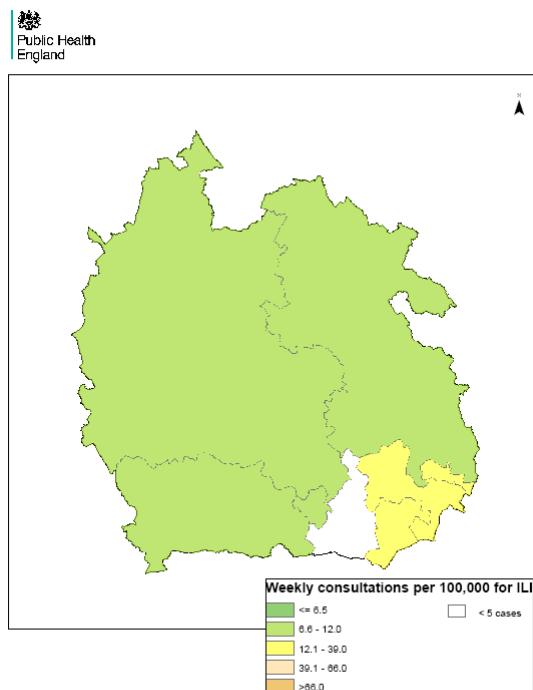 Public Health
England
N
Weekly consultations per 100,000 for ILI
<= 6.5
< 5 cases
6.6 - 12.0
12.1 - 39.0
39.1 - 66.0
>66.0